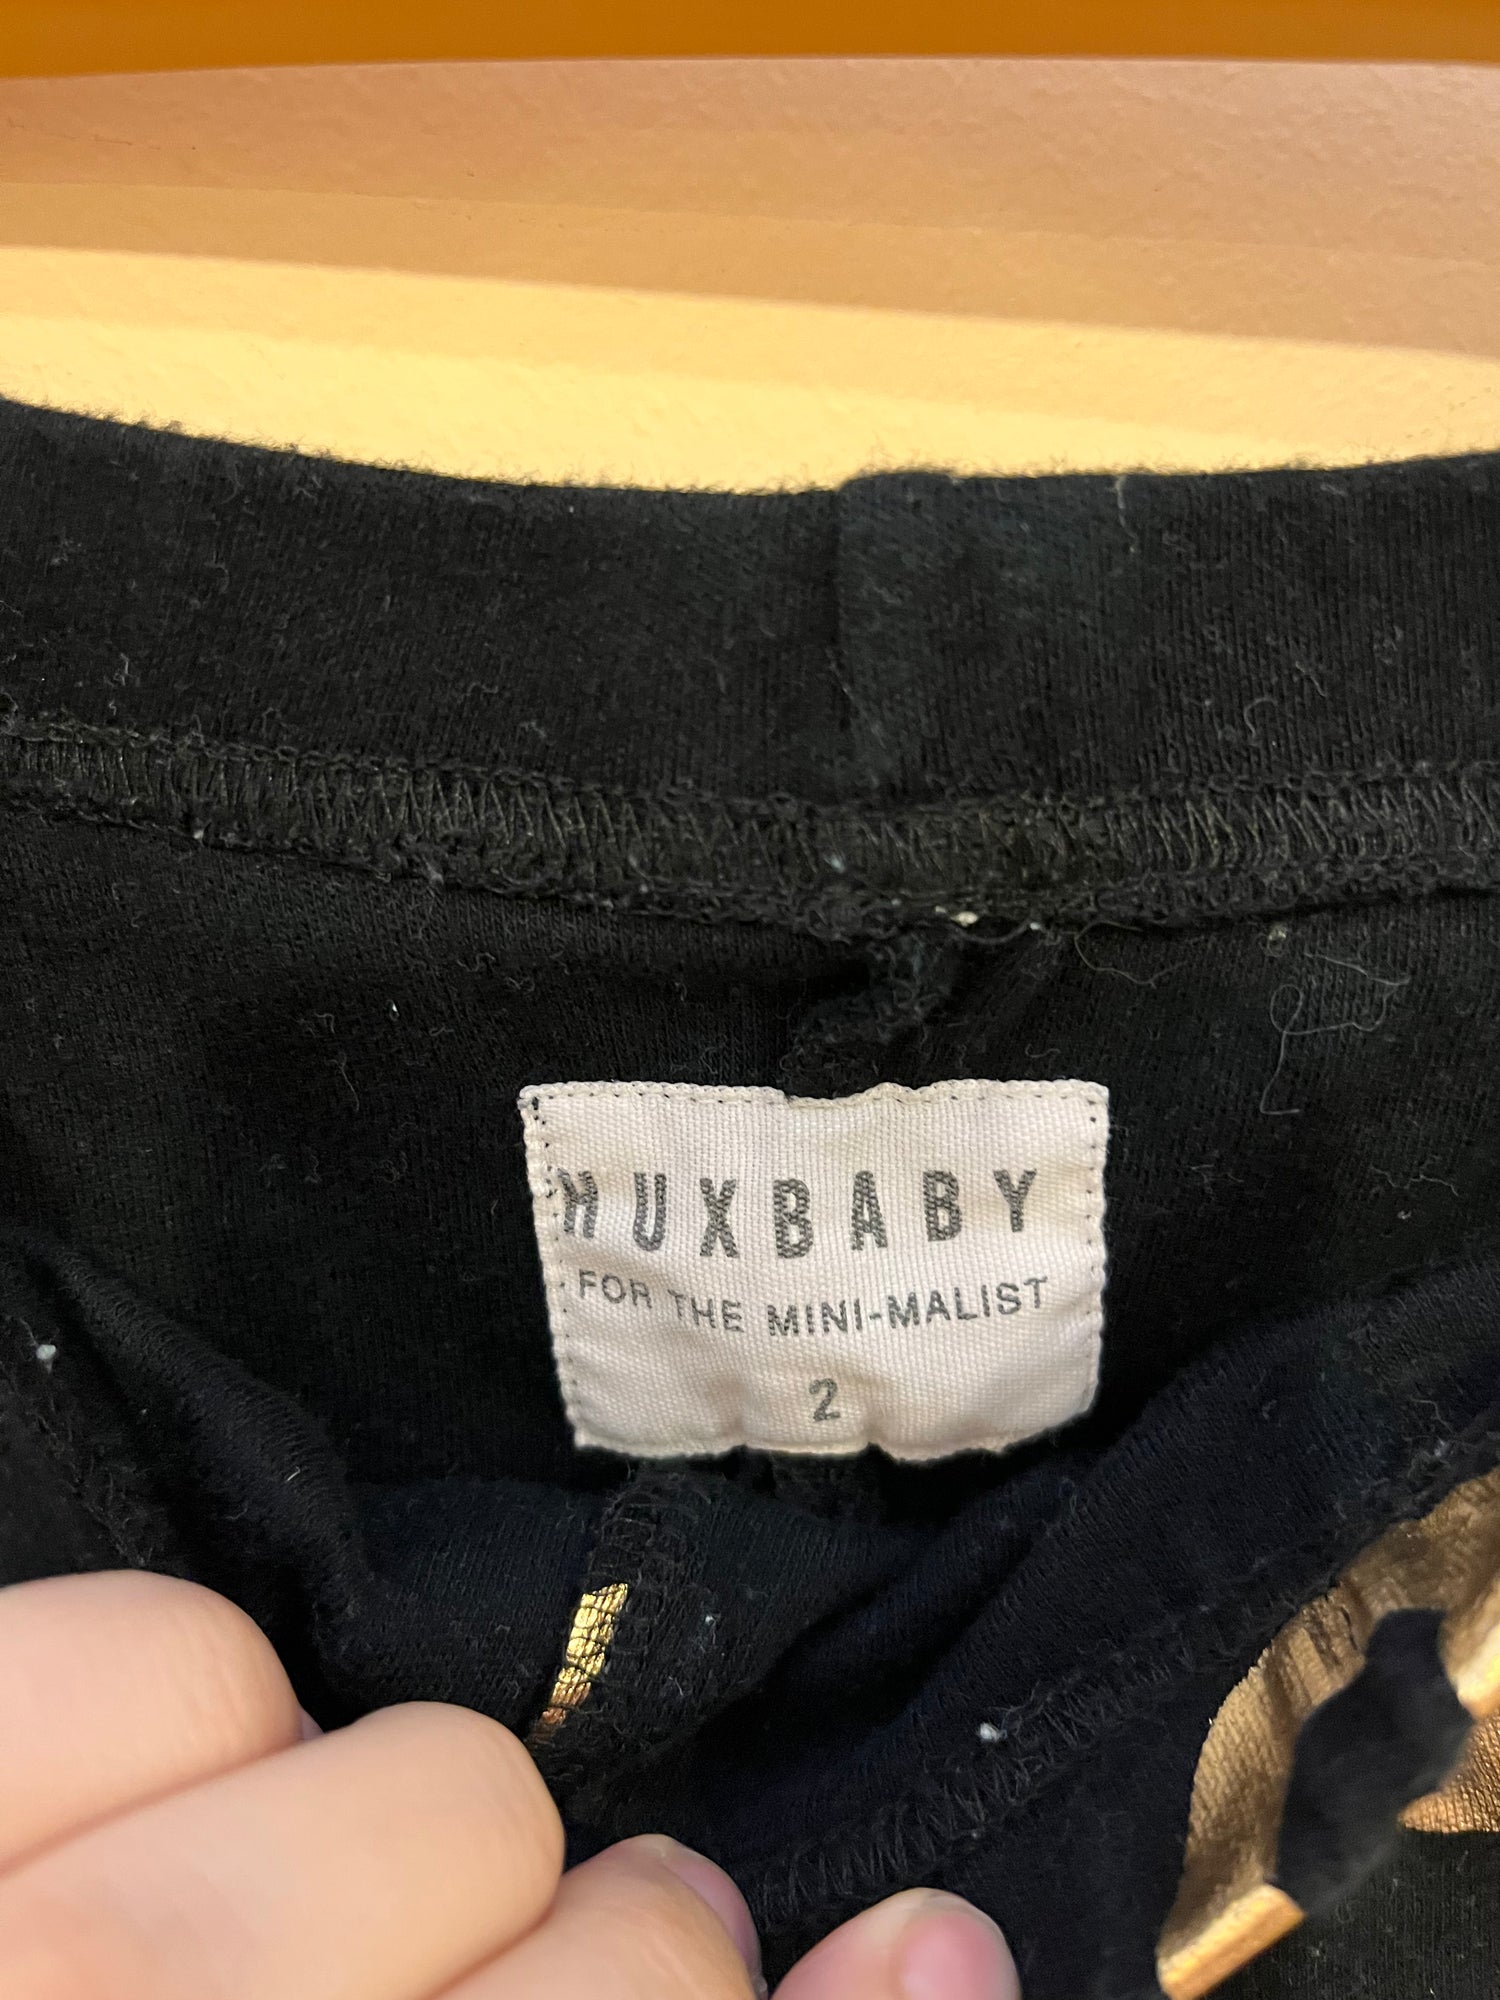 HUXBABY
FOR THE MINI-MALIST
2